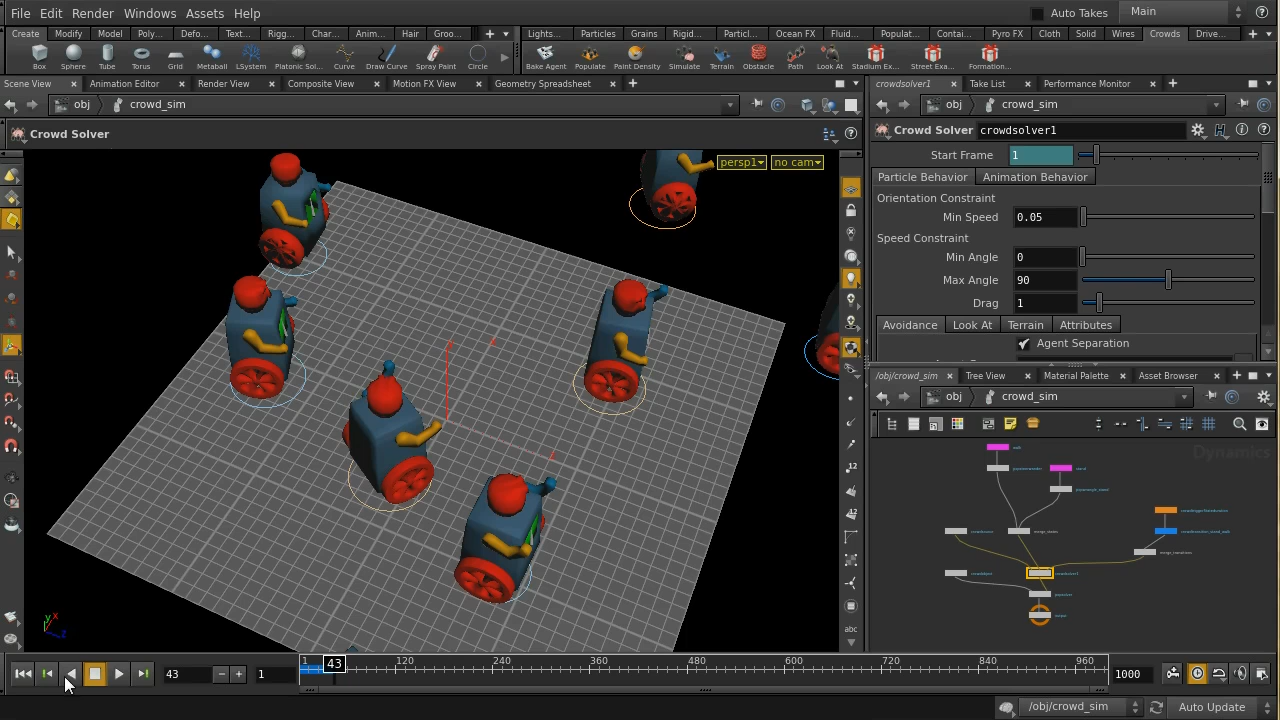 File Edit Render Windows Assets Help Auto Takes Main
Create Modify Model Poly... Defo... Text... Rigg... Char... Anim... Hair Groo... Lights... Particles Grains Rigid... Particl... Ocean FX Fluid... Populat... Contai... Pyro FX Cloth Solid Wires Crowds Drive...
Box Sphere Tube Torus Grid Metaball LSystem Platonic Sol... Curve Draw Curve Spray Paint Circle Bake Agent Populate Paint Density Simulate Terrain Obstacle Path Look At Stadium Ex... Street Exa... Formation...
Scene View Animation Editor Render View Composite View Motion FX View Geometry Spreadsheet crowdsolver1 Take List Performance Monitor
obj crowd_sim obj crowd_sim
Crowd Solver Crowd Solver crowdsolver1
persp1 no cam
Start Frame 1
Particle Behavior Animation Behavior
Orientation Constraint
Min Speed 0.05
Speed Constraint
Min Angle 0
Max Angle 90
Drag 1
Avoidance Look At Terrain Attributes
Agent Separation
/obj/crowd_sim Tree View Material Palette Asset Browser
obj crowd_sim
Dynamics
12
12
abc
y x
z
43 1 1 43 120 240 360 480 600 720 840 960 1000
/obj/crowd_sim Auto Update